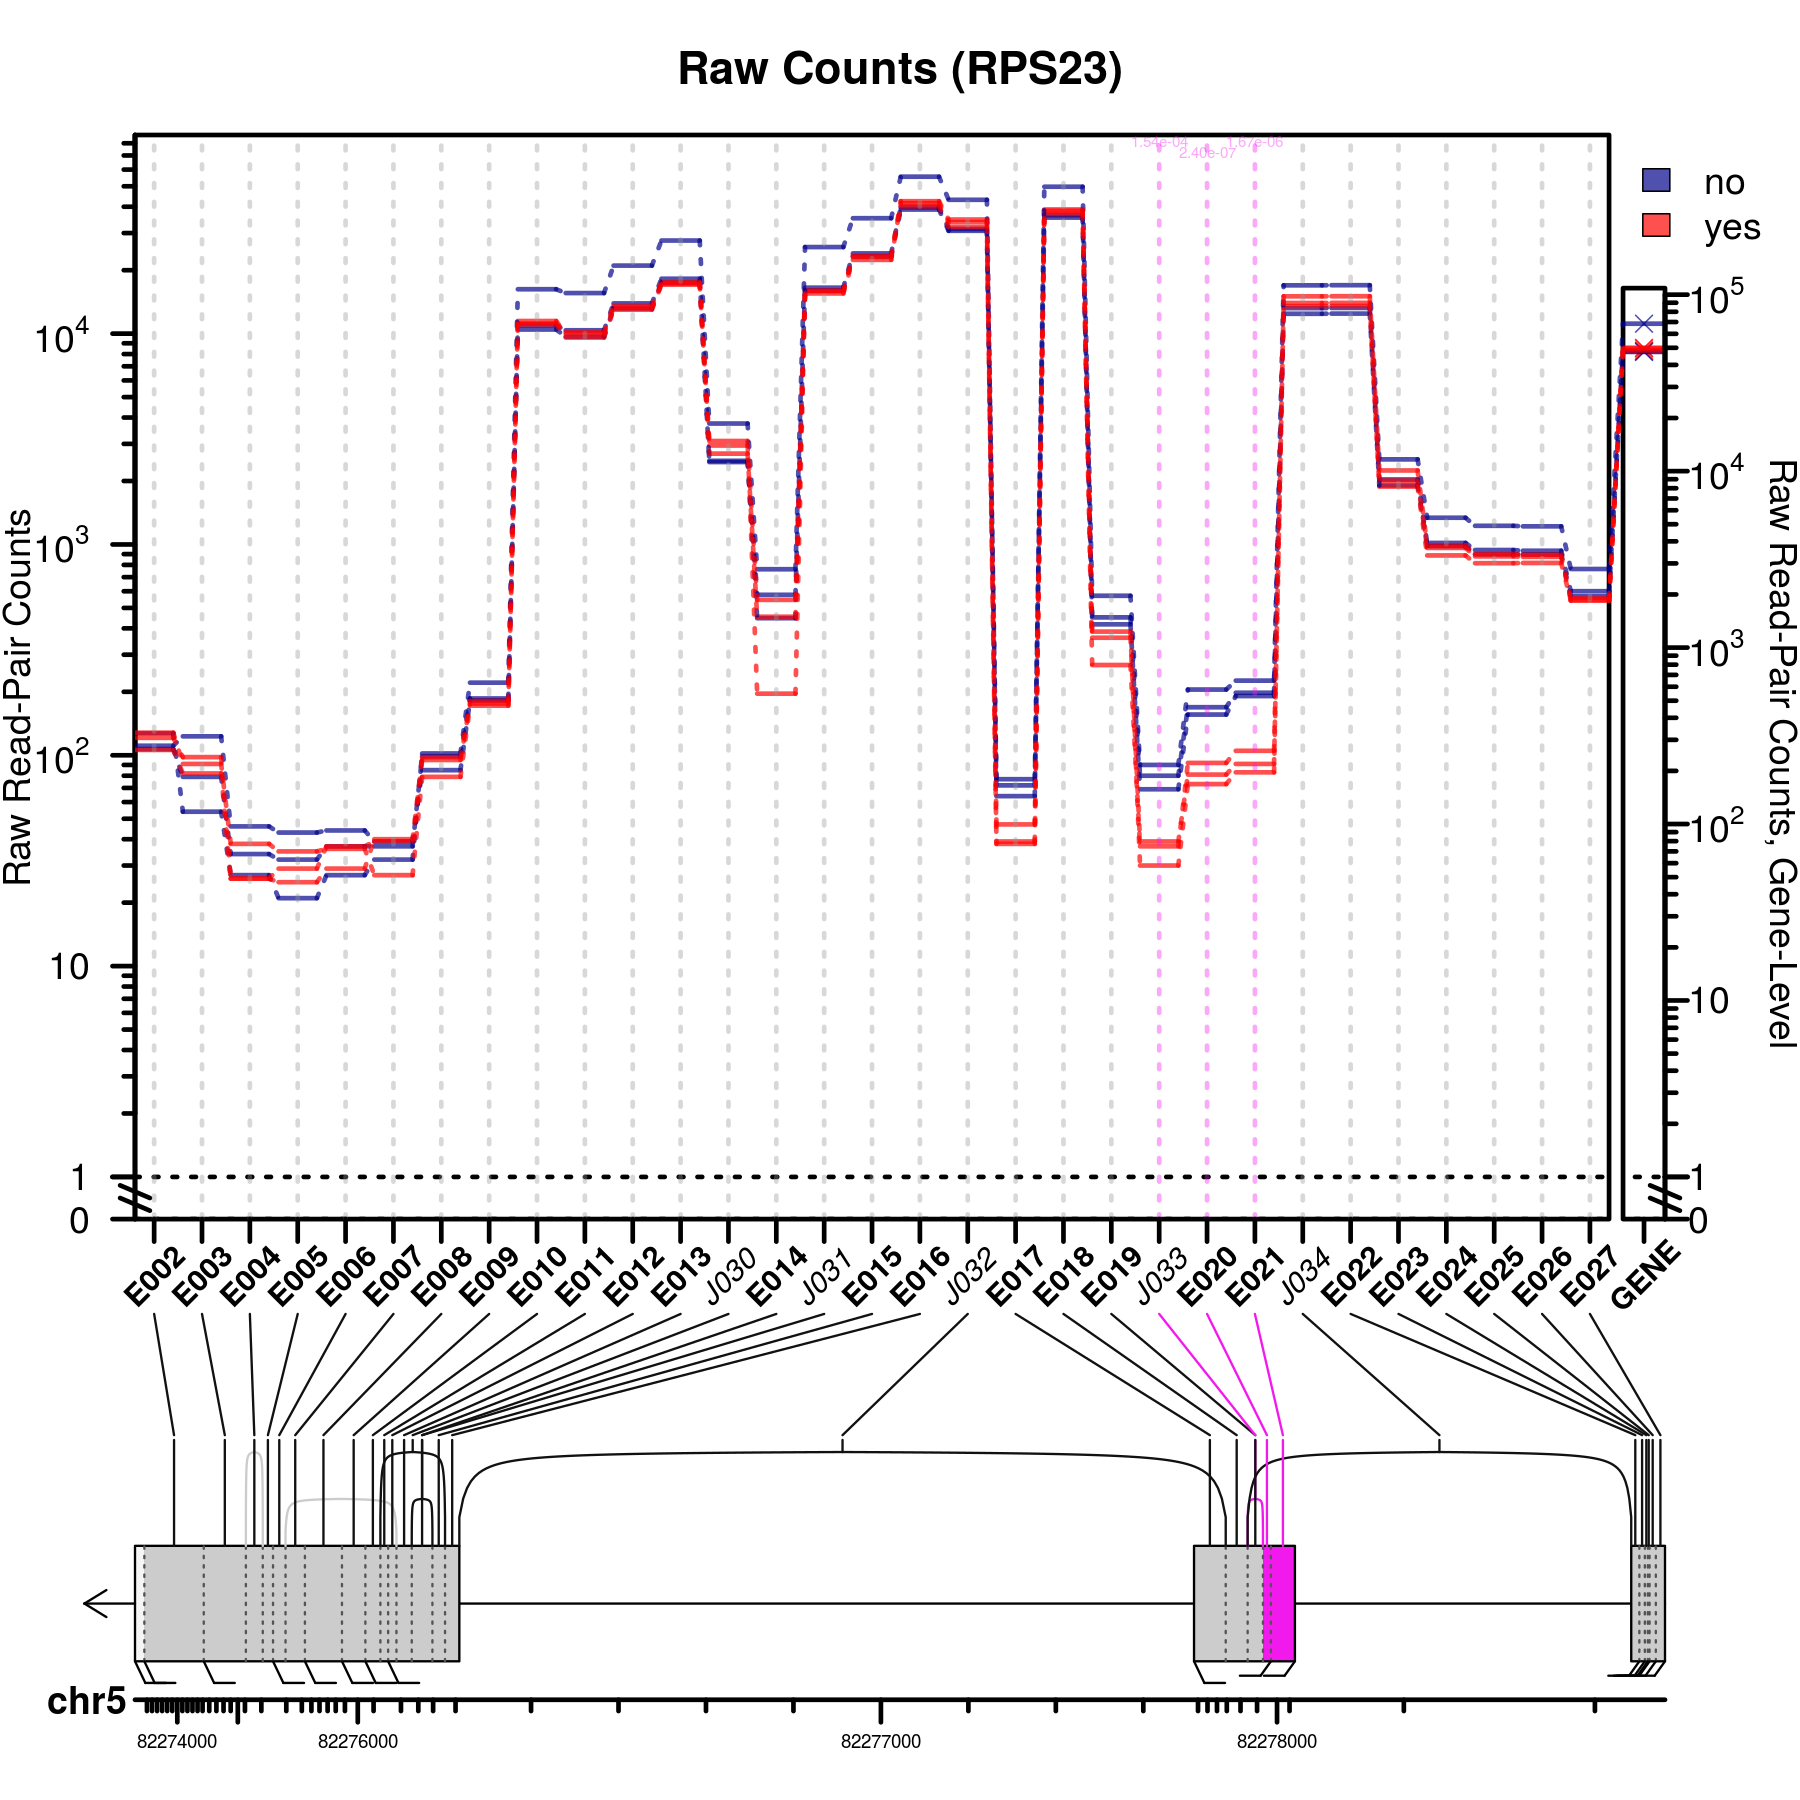 Raw Counts (RPS23)
1.54e-04
2.40e-07
1.67e-06
no
yes
Raw Read-Pair Counts
10^4
10^3
10^2
10
1
0
10^5
10^4
10^3
10^2
10
1
0
Raw Read-Pair Counts, Gene-Level
E002 E003 E004 E005 E006 E007 E008 E009 E010 E011 E012 E013 J030 E014 J031 E015 E016 J032 E017 E018 E019 J033 E020 E021 J034 E022 E023 E024 E025 E026 E027 GENE
chr5
82274000 82276000 82277000 82278000